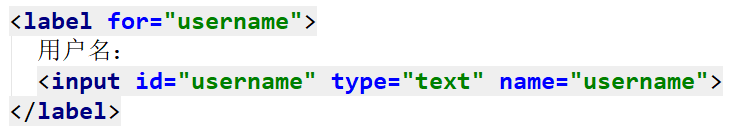 <label for="username">
用户名:
<input id="username" type="text" name="username">
</label>